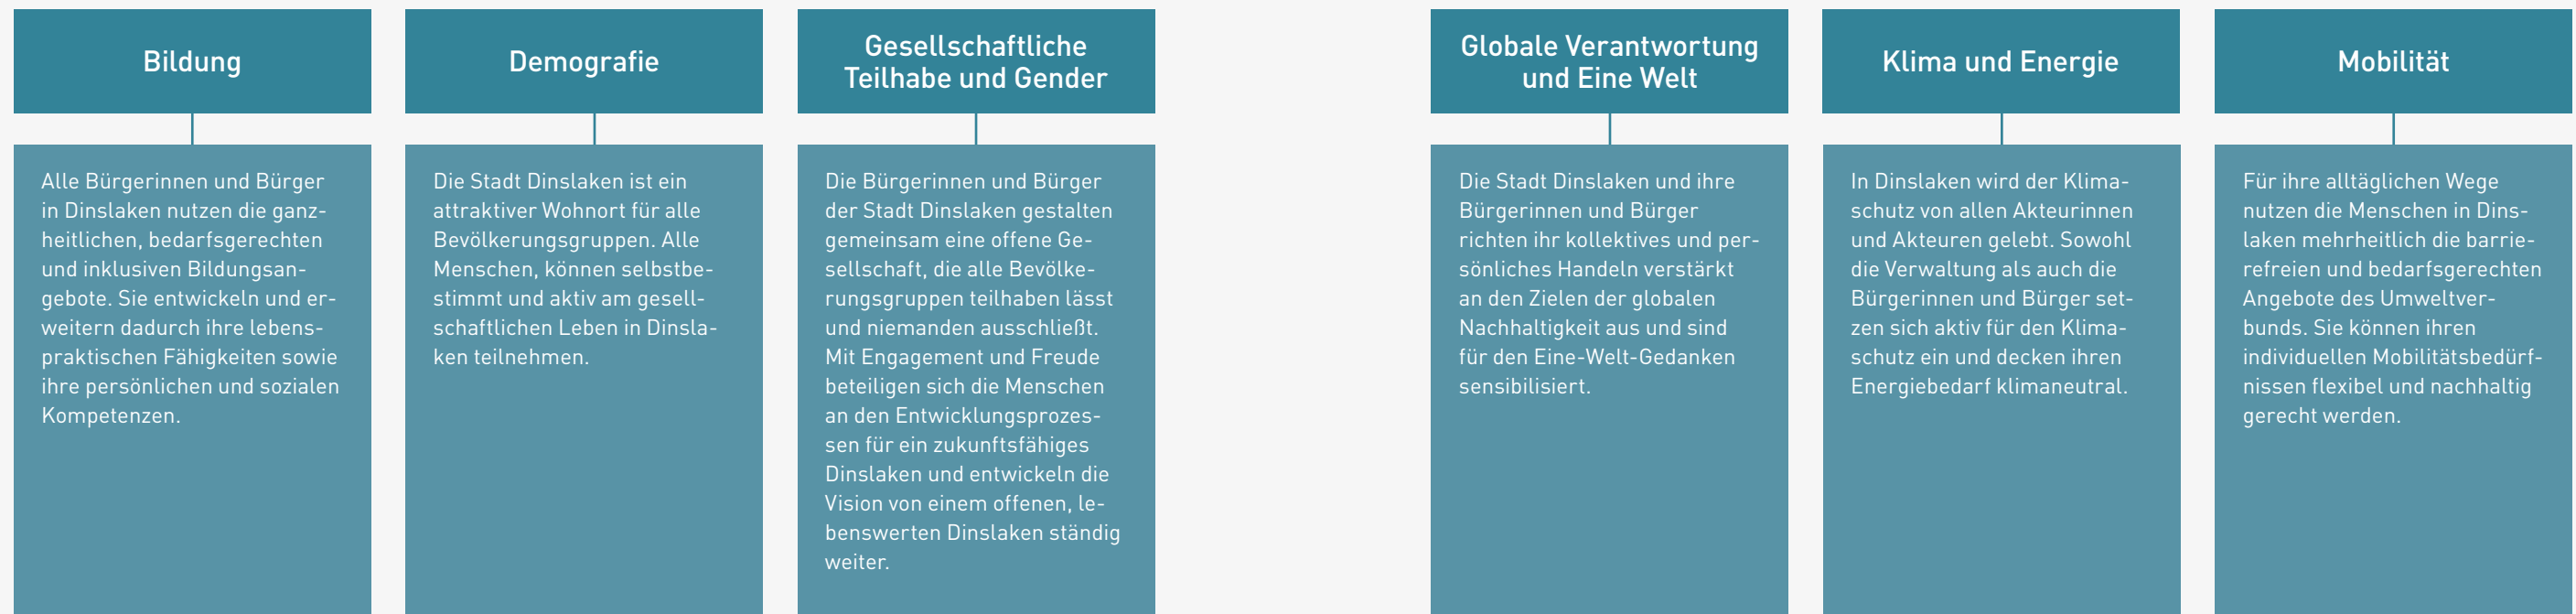 Bildung
Alle Bürgerinnen und Bürger
in Dinslaken nutzen die ganz-
heitlichen, bedarfsgerechten
und inklusiven Bildungsan-
gebote. Sie entwickeln und er-
weitern dadurch ihre lebens-
praktischen Fähigkeiten sowie
ihre persönlichen und sozialen
Kompetenzen.
Demografie
Die Stadt Dinslaken ist ein
attraktiver Wohnort für alle
Bevölkerungsgruppen. Alle
Menschen, können selbstbe-
stimmt und aktiv am gesell-
schaftlichen Leben in Dinsla-
ken teilnehmen.
Gesellschaftliche
Teilhabe und Gender
Die Bürgerinnen und Bürger
der Stadt Dinslaken gestalten
gemeinsam eine offene Ge-
sellschaft, die alle Bevölke-
rungsgruppen teilhaben lässt
und niemanden ausschließt.
Mit Engagement und Freude
beteiligen sich die Menschen
an den Entwicklungsprozes-
sen für ein zukunftsfähiges
Dinslaken und entwickeln die
Vision von einem offenen, le-
benswerten Dinslaken ständig
weiter.
Globale Verantwortung
und Eine Welt
Die Stadt Dinslaken und ihre
Bürgerinnen und Bürger
richten ihr kollektives und per-
sönliches Handeln verstärkt
an den Zielen der globalen
Nachhaltigkeit aus und sind
für den Eine-Welt-Gedanken
sensibilisiert.
Klima und Energie
In Dinslaken wird der Klima-
schutz von allen Akteurinnen
und Akteuren gelebt. Sowohl
die Verwaltung als auch die
Bürgerinnen und Bürger set-
zen sich aktiv für den Klima-
schutz ein und decken ihren
Energiebedarf klimaneutral.
Mobilität
Für ihre alltäglichen Wege
nutzen die Menschen in Dins-
laken mehrheitlich die barrie-
refreien und bedarfsgerechten
Angebote des Umweltver-
bunds. Sie können ihren
individuellen Mobilitätsbedürf-
nissen flexibel und nachhaltig
gerecht werden.